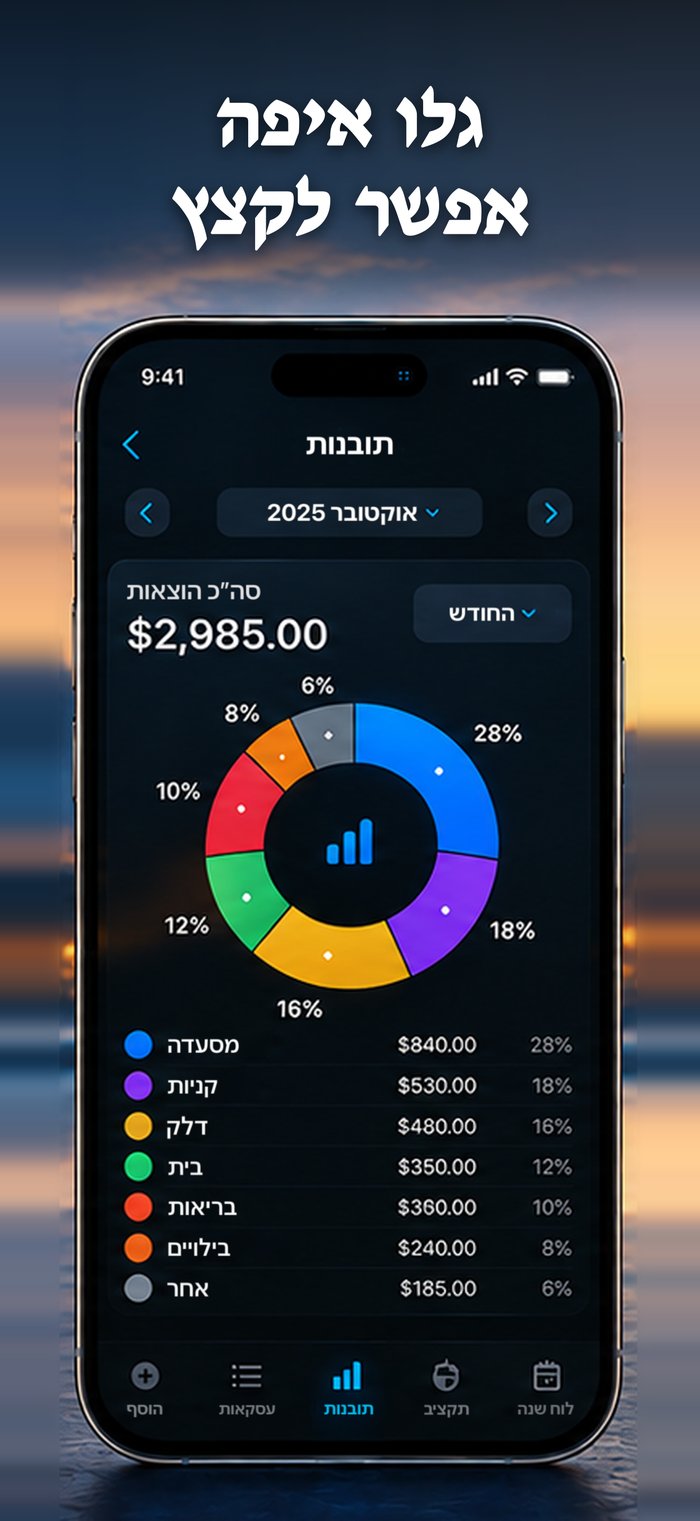 גלו איפה
אפשר לקצץ
9:41
תובנות
אוקטובר 2025
סה"כ הוצאות
$2,985.00
החודש
6%
8%
28%
10%
12%
18%
16%
מסעדה $840.00 28%
קניות $530.00 18%
דלק $480.00 16%
בית $350.00 12%
בריאות $360.00 10%
בילויים $240.00 8%
אחר $185.00 6%
הוסף עסקאות תובנות תקציב לוח שנה